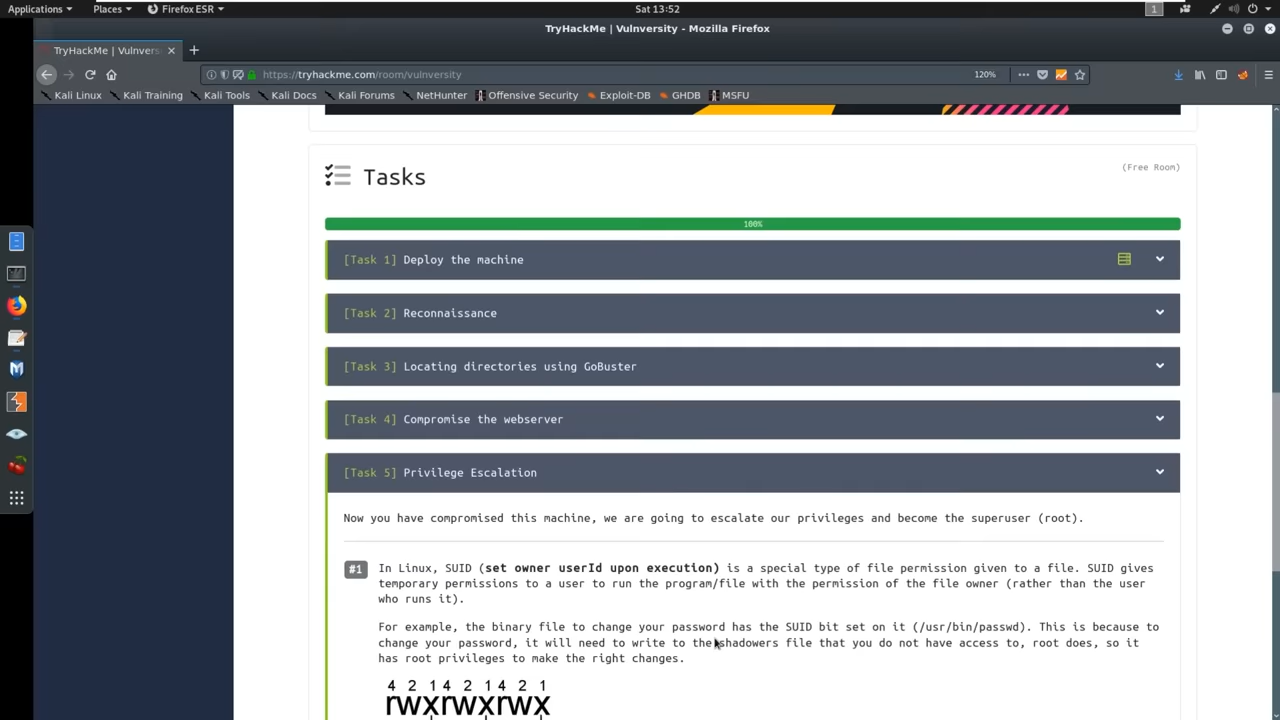 Applications Places Firefox ESR Sat 13:52 1
TryHackMe | Vulnversity - Mozilla Firefox
TryHackMe | Vulnvers
https://tryhackme.com/room/vulnversity 120%
Kali Linux Kali Training Kali Tools Kali Docs Kali Forums NetHunter Offensive Security Exploit-DB GHDB MSFU
Tasks (Free Room)
100%
[Task 1] Deploy the machine
[Task 2] Reconnaissance
[Task 3] Locating directories using GoBuster
[Task 4] Compromise the webserver
[Task 5] Privilege Escalation
Now you have compromised this machine, we are going to escalate our privileges and become the superuser (root).
#1 In Linux, SUID (set owner userId upon execution) is a special type of file permission given to a file. SUID gives
temporary permissions to a user to run the program/file with the permission of the file owner (rather than the user
who runs it).
For example, the binary file to change your password has the SUID bit set on it (/usr/bin/passwd). This is because to
change your password, it will need to write to the shadowers file that you do not have access to, root does, so it
has root privileges to make the right changes.
4 2 1 4 2 1 4 2 1
rwxrwxrwx